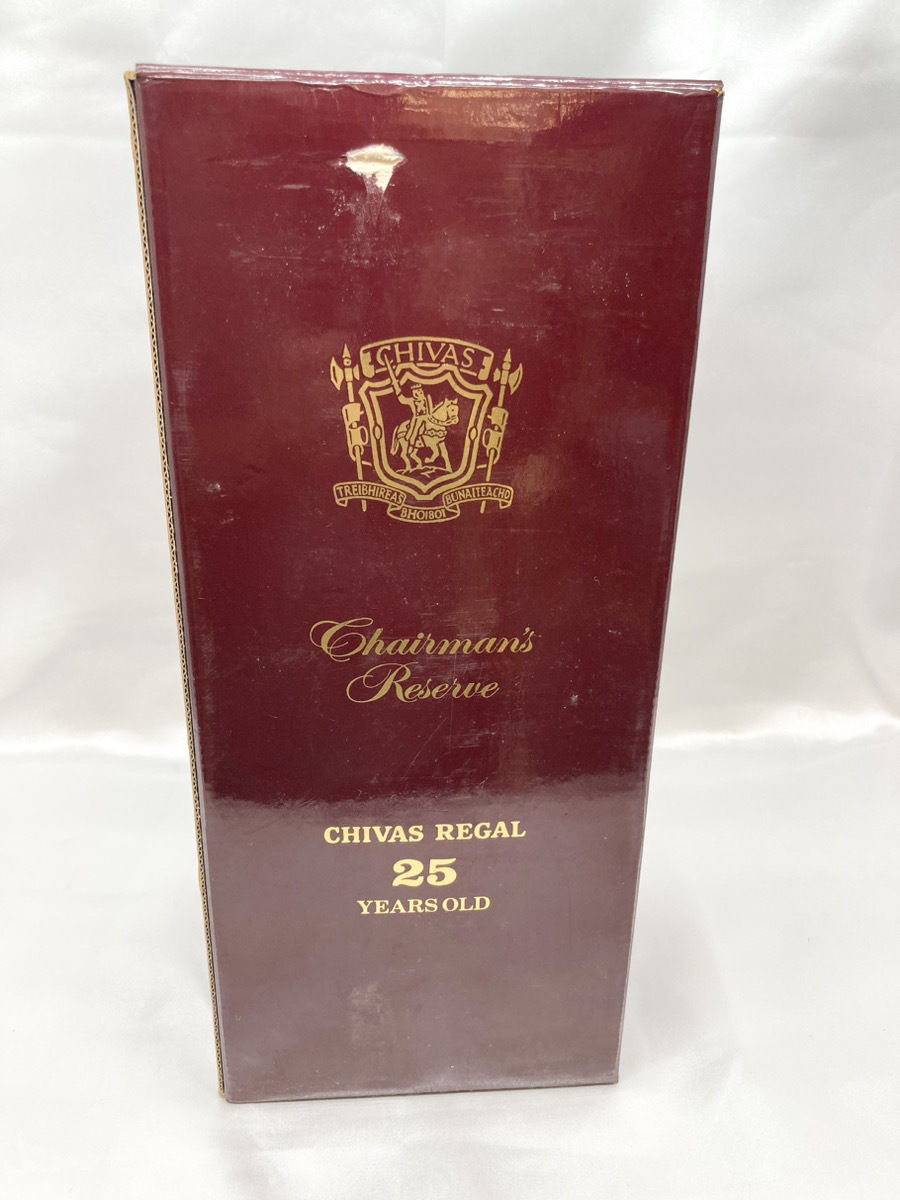 CHIVAS
TREIBHIREAS
BHOIBOI
BUNAITEACHD
Chairman's
Reserve
CHIVAS REGAL
25
YEARS OLD